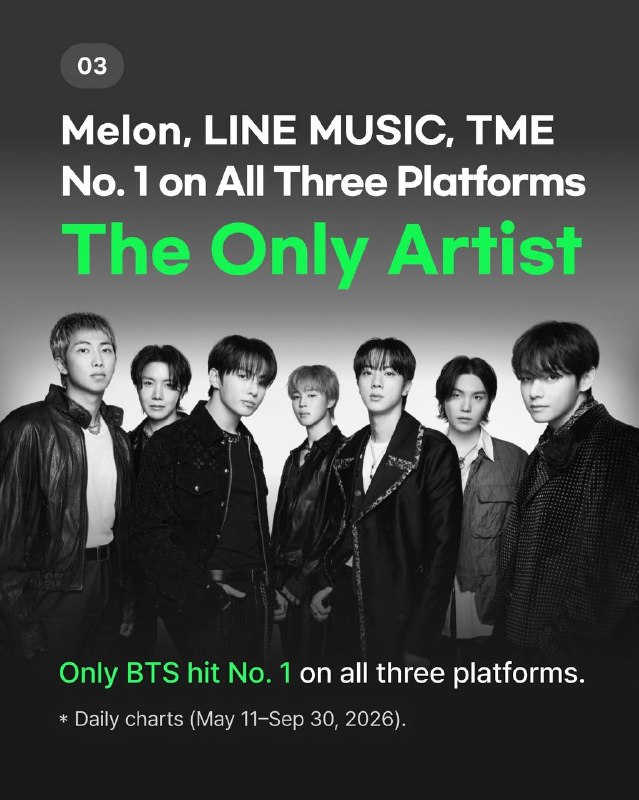 03
Melon, LINE MUSIC, TME
No. 1 on All Three Platforms
The Only Artist
Only BTS hit No. 1 on all three platforms.
* Daily charts (May 11–Sep 30, 2026).